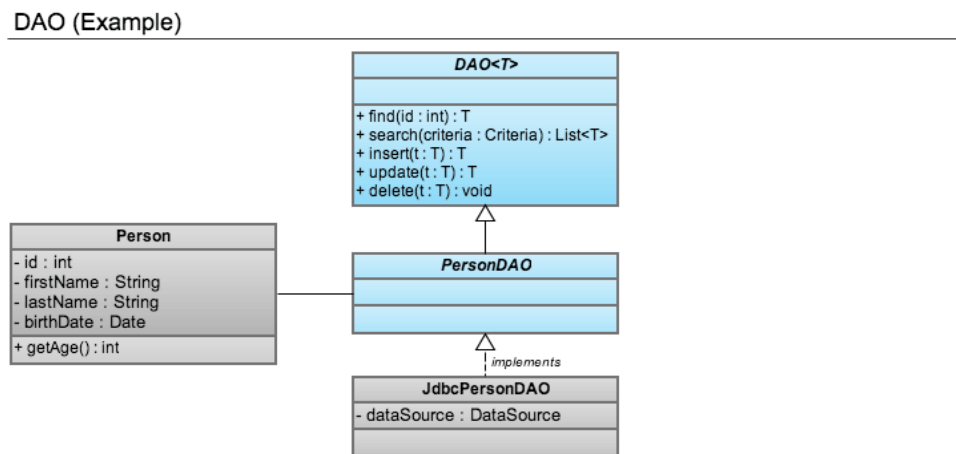 DAO (Example)
DAO<T>
+ find(id : int) : T
+ search(criteria : Criteria) : List<T>
+ insert(t : T) : T
+ update(t : T) : T
+ delete(t : T) : void
Person
- id : int
- firstName : String
- lastName : String
- birthDate : Date
+ getAge() : int
PersonDAO
implements
JdbcPersonDAO
- dataSource : DataSource